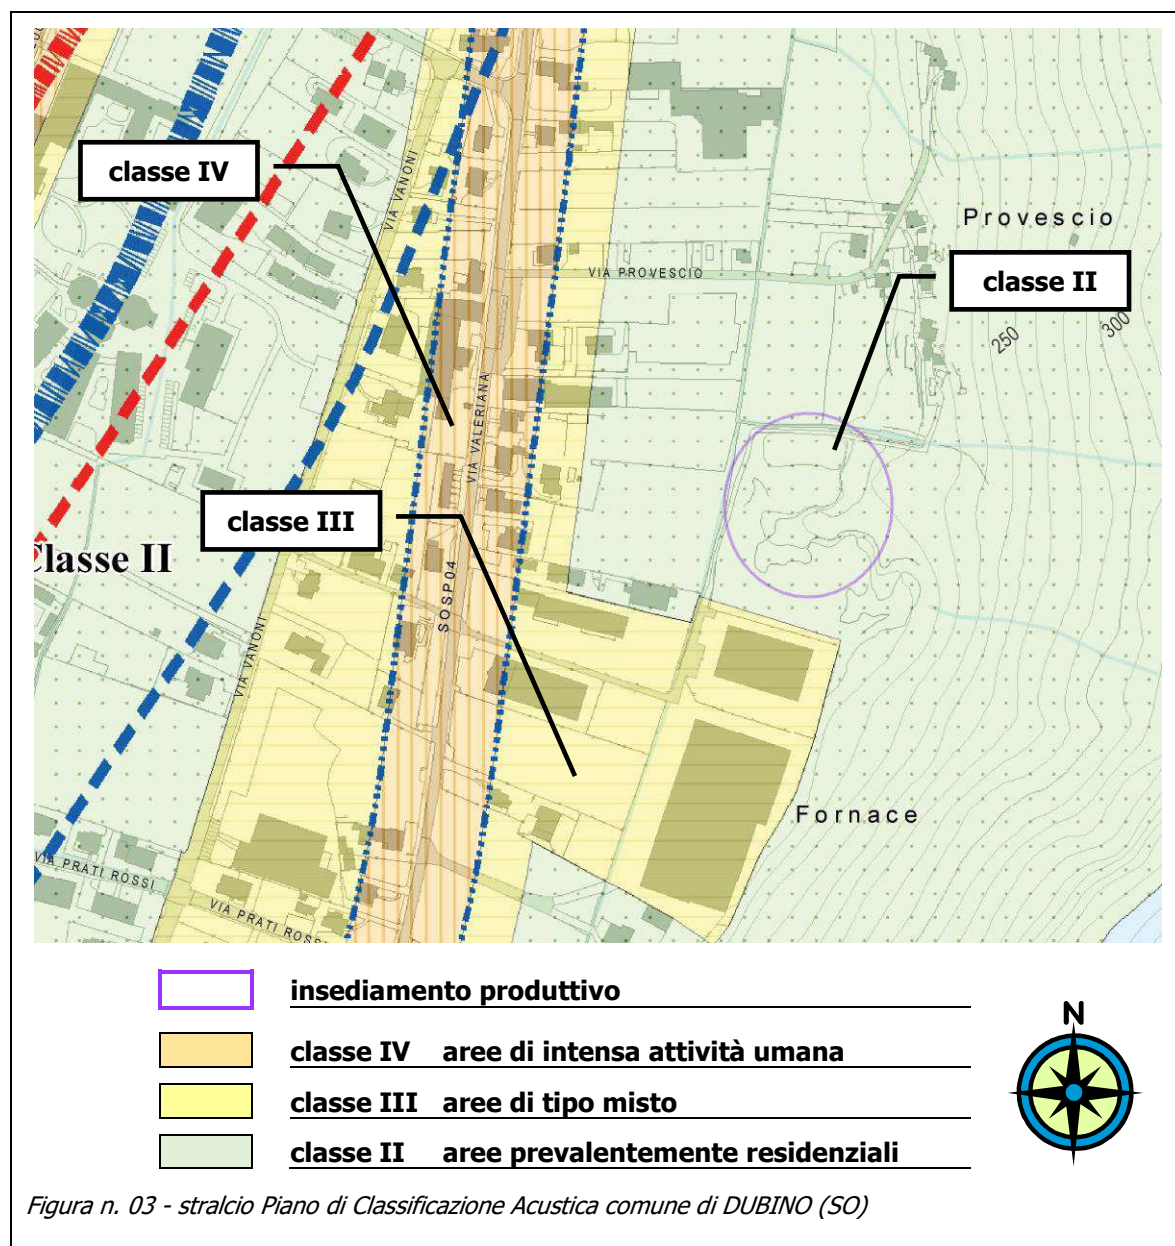 VIA VANONI
classe IV
Provescio
VIA PROVESCIO
classe II
250
300
VIA VALERIANA
classe III
Classe II
SOSP04
VIA VANONI
Fornace
VIA PRATI ROSSI
VIA PRATI ROSSI
insediamento produttivo
N
classe IV aree di intensa attività umana
classe III aree di tipo misto
classe II aree prevalentemente residenziali
Figura n. 03 - stralcio Piano di Classificazione Acustica comune di DUBINO (SO)